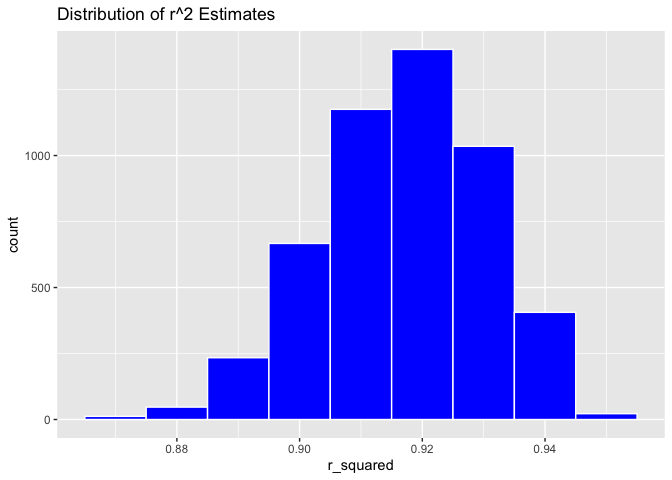 Distribution of r^2 Estimates
count
1000
500
0
0.88 0.90 0.92 0.94
r_squared